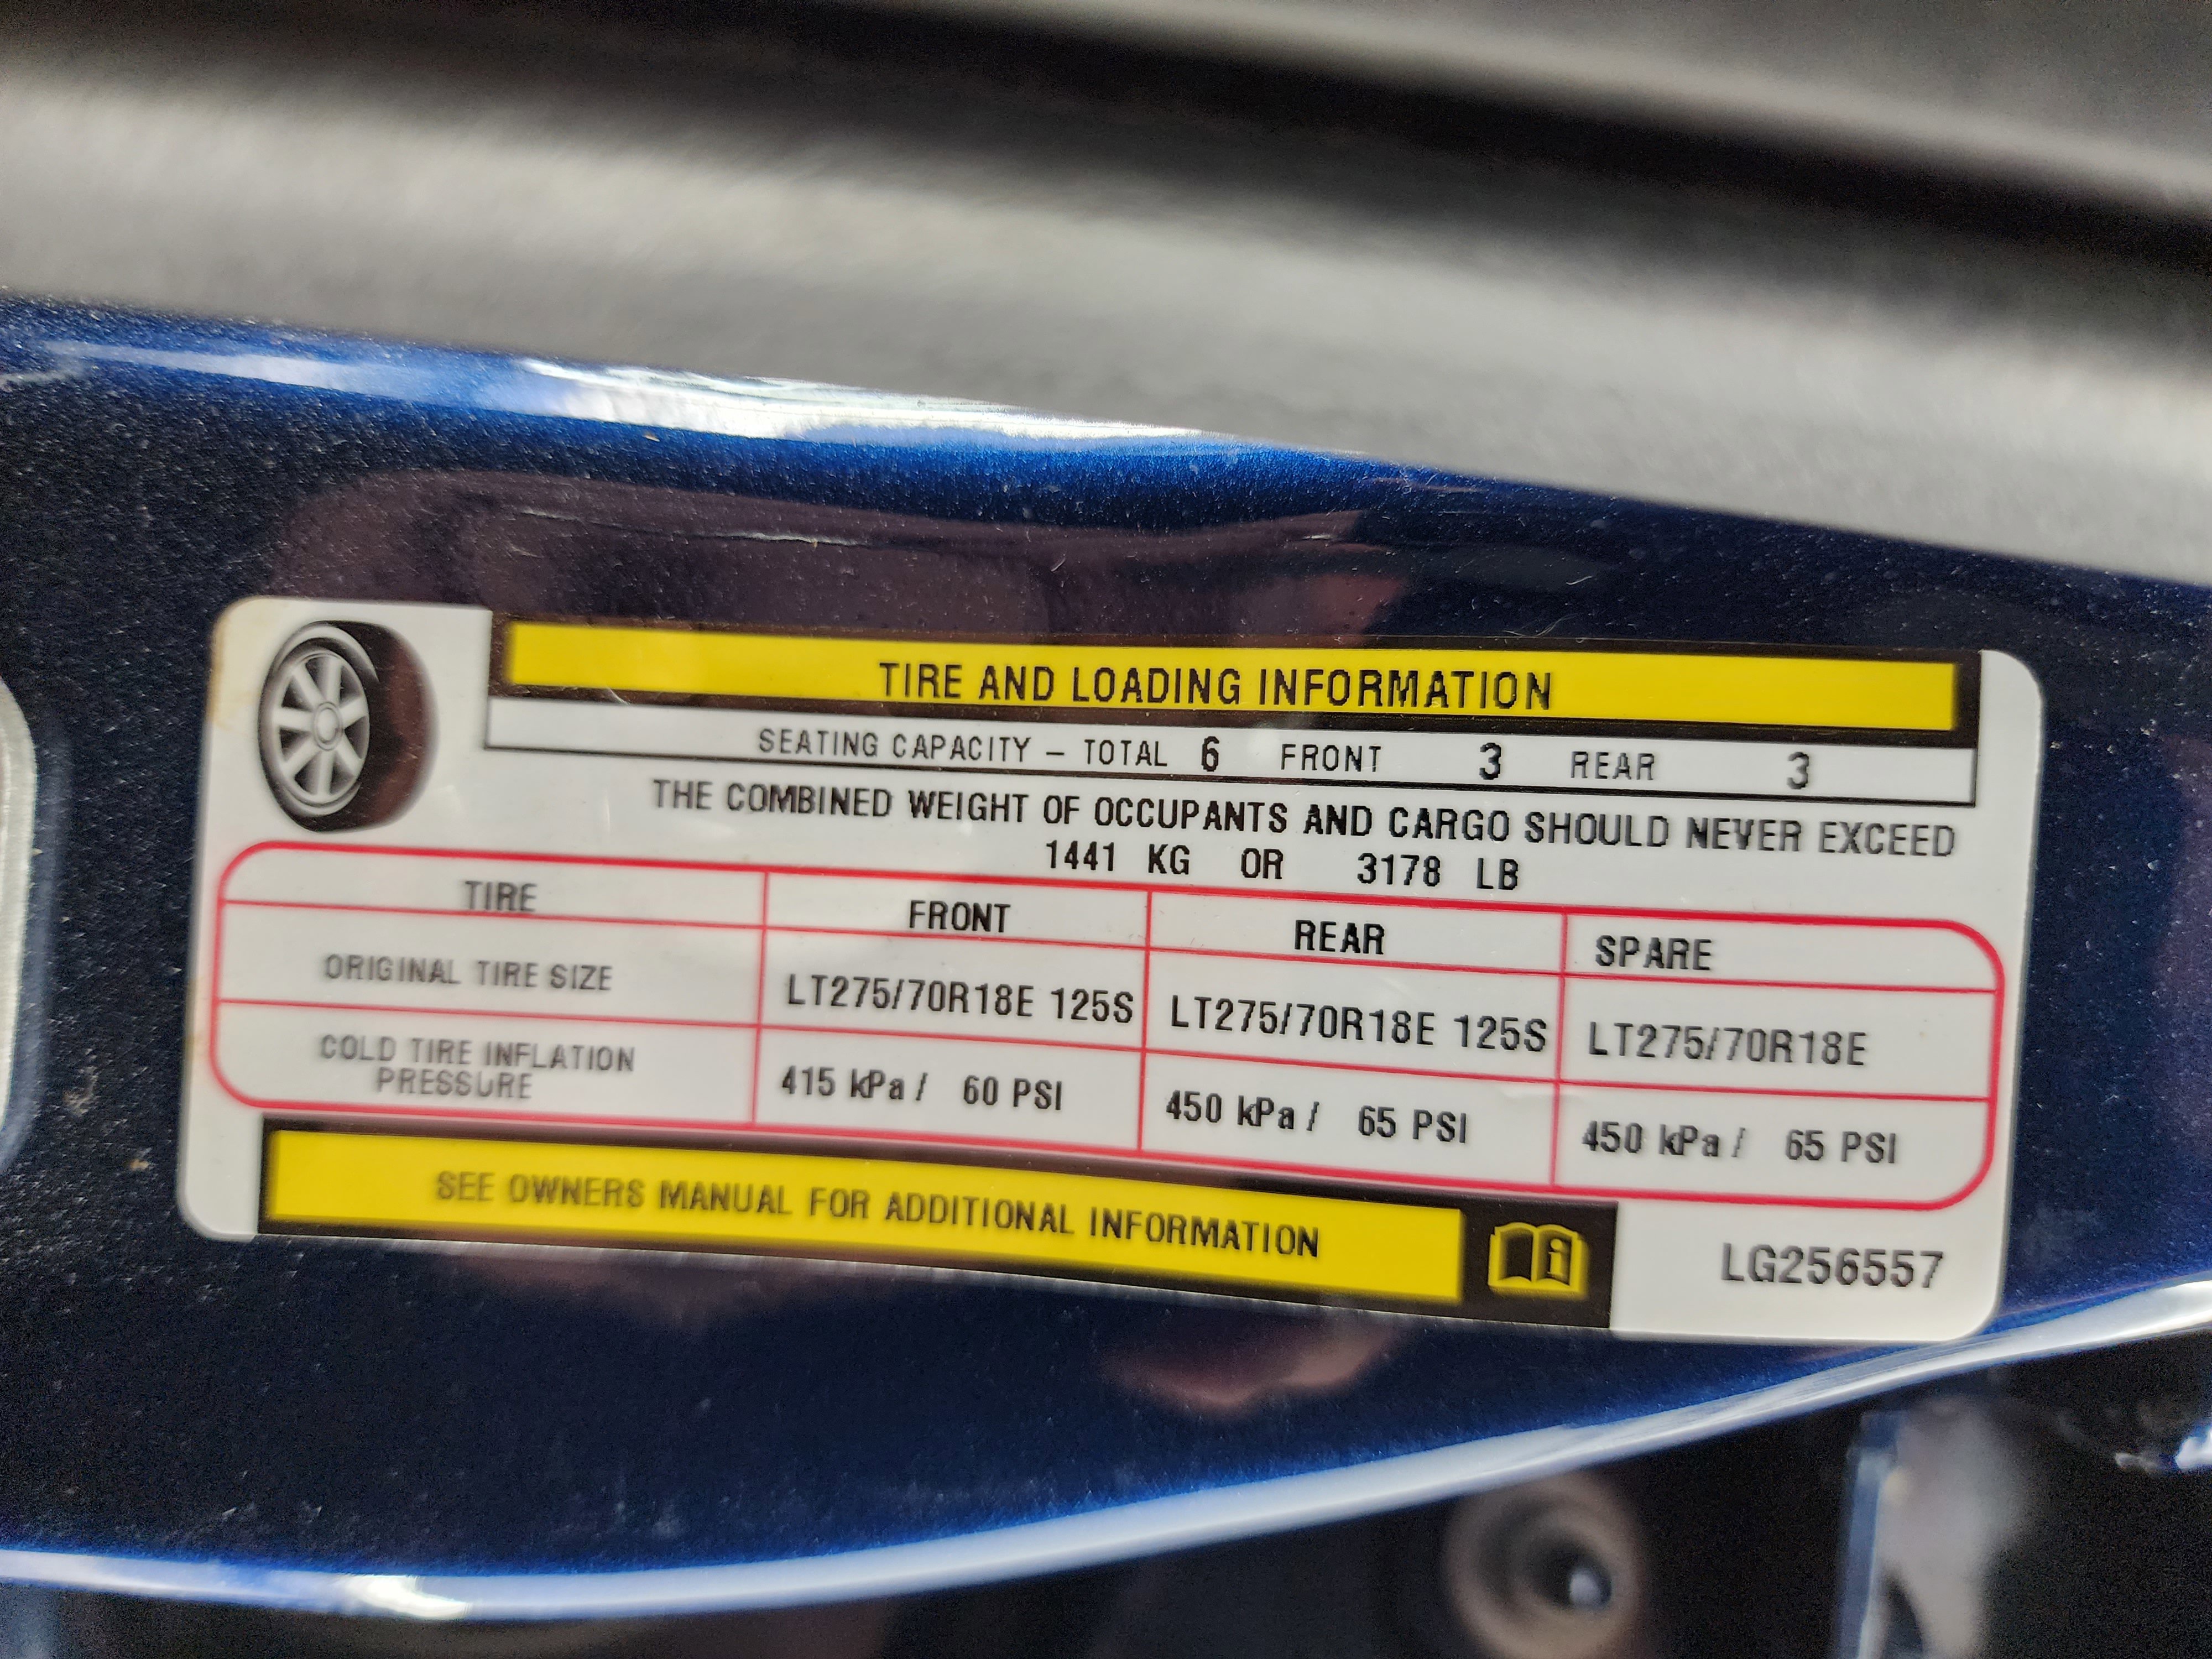 TIRE AND LOADING INFORMATION
SEATING CAPACITY – TOTAL 6 FRONT 3 REAR 3
THE COMBINED WEIGHT OF OCCUPANTS AND CARGO SHOULD NEVER EXCEED
1441 KG OR 3178 LB
TIRE FRONT REAR SPARE
ORIGINAL TIRE SIZE LT275/70R18E 125S LT275/70R18E 125S LT275/70R18E
COLD TIRE INFLATION
PRESSURE 415 kPa / 60 PSI 450 kPa / 65 PSI 450 kPa / 65 PSI
SEE OWNERS MANUAL FOR ADDITIONAL INFORMATION
LG256557